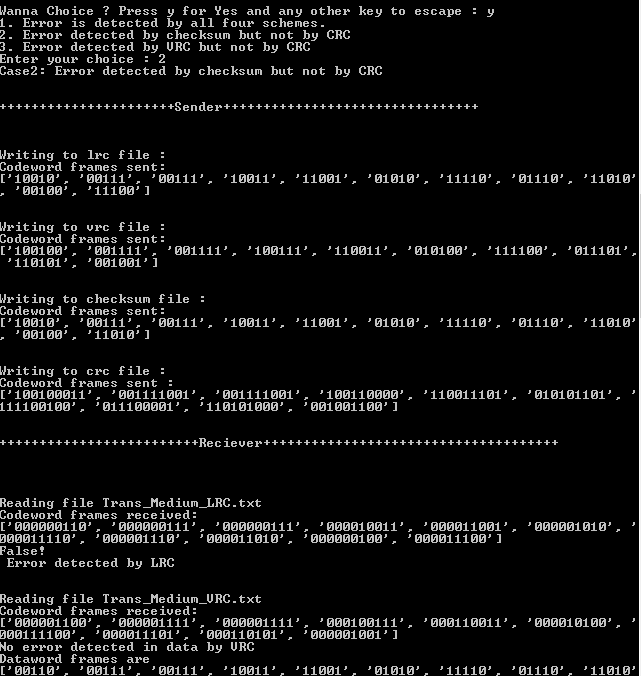 Wanna Choice ? Press y for Yes and any other key to escape : y
1. Error is detected by all four schemes.
2. Error detected by checksum but not by CRC
3. Error detected by VRC but not by CRC
Enter your choice : 2
Case2: Error detected by checksum but not by CRC
++++++++++++++++++++++Sender++++++++++++++++++++++++++++++++
Writing to lrc file :
Codeword frames sent:
['10010', '00111', '00111', '10011', '11001', '01010', '11110', '01110', '11010'
, '00100', '11100']
Writing to vrc file :
Codeword frames sent:
['100100', '001111', '001111', '100111', '110011', '010100', '111100', '011101',
 '110101', '001001']
Writing to checksum file :
Codeword frames sent:
['10010', '00111', '00111', '10011', '11001', '01010', '11110', '01110', '11010'
, '00100', '11010']
Writing to crc file :
Codeword frames sent :
['100100011', '001111001', '001111001', '100110000', '110011101', '010101101', '
111100100', '011100001', '110101000', '001001100']
+++++++++++++++++++++++++Reciever+++++++++++++++++++++++++++++++++++++
Reading file Trans_Medium_LRC.txt
Codeword frames received:
['000000110', '000000111', '000000111', '000010011', '000011001', '000001010', '
000011110', '000001110', '000011010', '000000100', '000011100']
False!
 Error detected by LRC
Reading file Trans_Medium_VRC.txt
Codeword frames received:
['000001100', '000001111', '000001111', '000100111', '000110011', '000010100', '
000111100', '000011101', '000110101', '000001001']
No error detected in data by VRC
Dataword frames are
['00110', '00111', '00111', '10011', '11001', '01010', '11110', '01110', '11010'